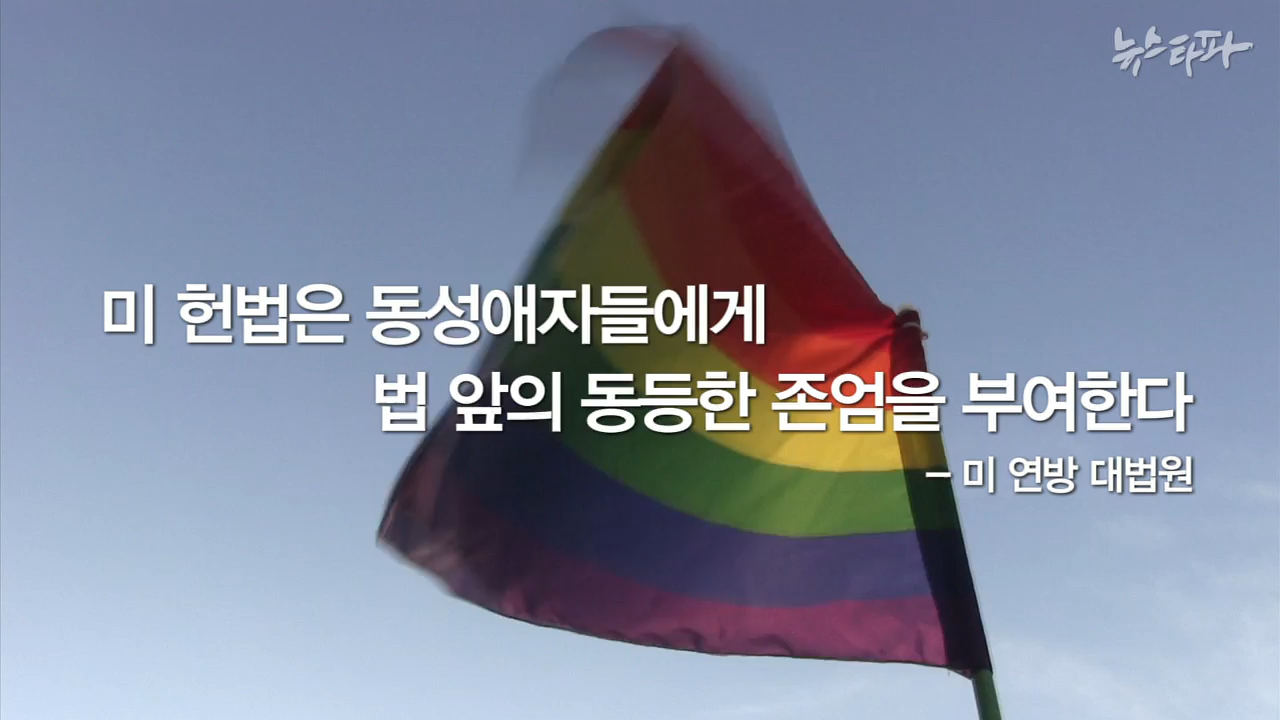 뉴스타파
미 헌법은 동성애자들에게
법 앞의 동등한 존엄을 부여한다
– 미 연방 대법원